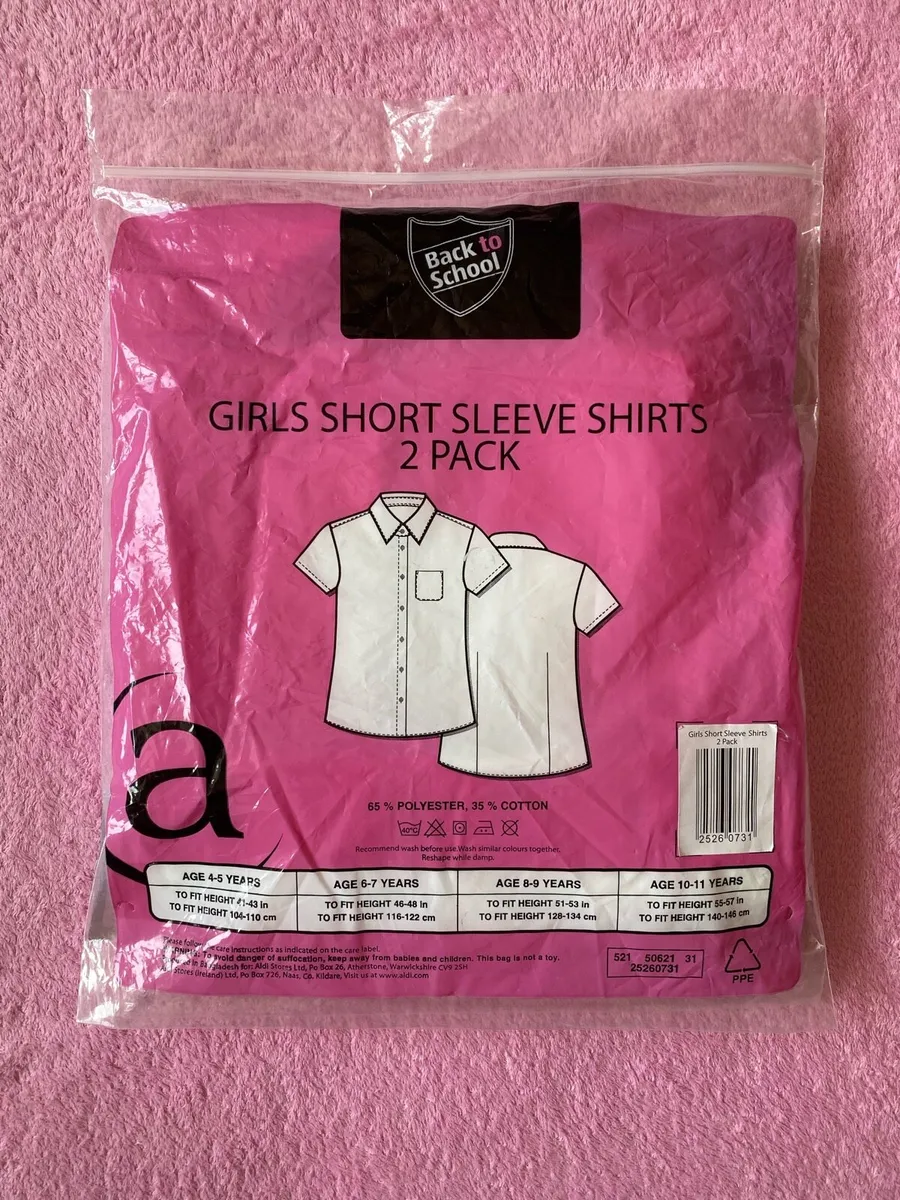 Back to
School
GIRLS SHORT SLEEVE SHIRTS
2 PACK
a
Girls Short Sleeve Shirts
2 Pack
2526 0731
65 % POLYESTER, 35 % COTTON
40°C
Recommend wash before use.Wash similar colours together.
Reshape while damp.
AGE 4-5 YEARS
TO FIT HEIGHT 41-43 in
TO FIT HEIGHT 104-110 cm
AGE 6-7 YEARS
TO FIT HEIGHT 46-48 in
TO FIT HEIGHT 116-122 cm
AGE 8-9 YEARS
TO FIT HEIGHT 51-53 in
TO FIT HEIGHT 128-134 cm
AGE 10-11 YEARS
TO FIT HEIGHT 55-57 in
TO FIT HEIGHT 140-146 cm
care instructions as indicated on the care label.
To avoid danger of suffocation, keep away from babies and children. This bag is not a toy.
in Bangladesh for: Aldi Stores Ltd, Po Box 26, Atherstone, Warwickshire CV9 2SH
Stores (Ireland) Ltd, Po Box 726, Naas, Co. Kildare, Visit us at www.aldi.com
521 50621 31
25260731
PPE